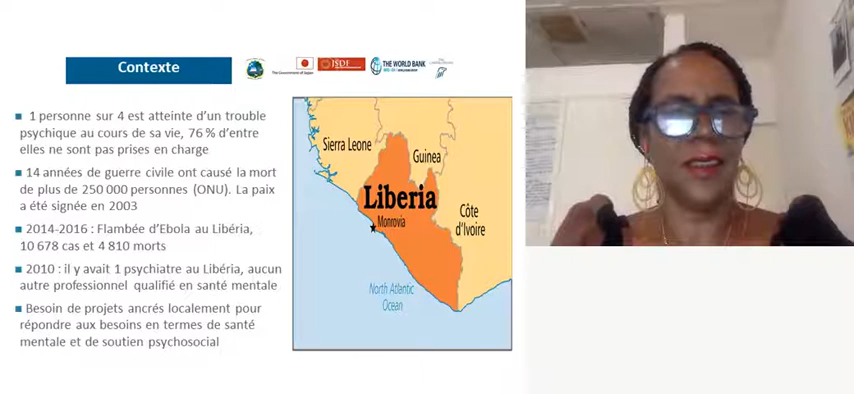 Contexte
The Government of Japan
JSDF
THE WORLD BANK
■ 1 personne sur 4 est atteinte d'un trouble
psychique au cours de sa vie, 76 % d'entre
elles ne sont pas prises en charge
■ 14 années de guerre civile ont causé la mort
de plus de 250 000 personnes (ONU). La paix
a été signée en 2003
■ 2014-2016 : Flambée d'Ebola au Libéria,
10 678 cas et 4 810 morts
■ 2010 : il y avait 1 psychiatre au Libéria, aucun
autre professionnel qualifié en santé mentale
■ Besoin de projets ancrés localement pour
répondre aux besoins en termes de santé
mentale et de soutien psychosocial
Sierra Leone
Guinea
Liberia
Monrovia
Côte
d'Ivoire
North Atlantic
Ocean